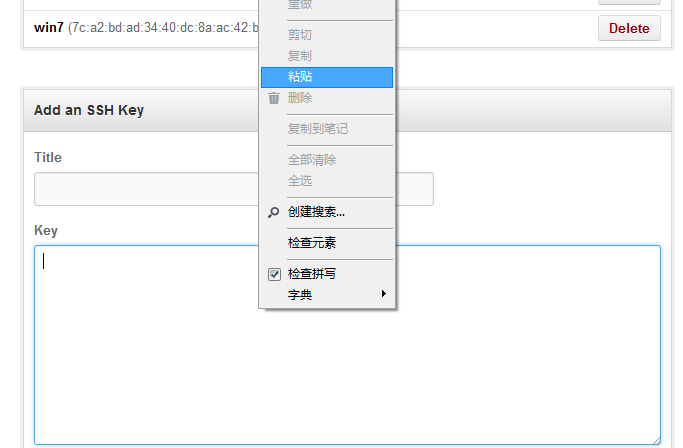 重做
win7 (7c:a2:bd:ad:34:40:dc:8a:ac:42:b
Delete
剪切
复制
粘贴
删除
Add an SSH Key
复制到笔记
Title
全部清除
全选
创建搜索...
Key
检查元素
检查拼写
字典